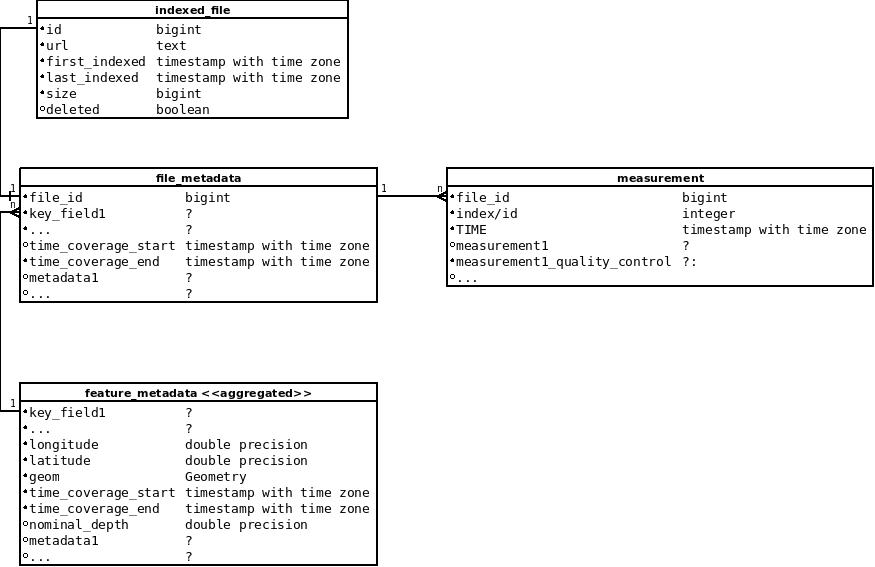 indexed_file
1
id bigint
url text
first_indexed timestamp with time zone
last_indexed timestamp with time zone
size bigint
deleted boolean
file_metadata
1
file_id bigint
n
key_field1 ?
... ?
time_coverage_start timestamp with time zone
time_coverage_end timestamp with time zone
metadata1 ?
... ?
1
n
measurement
file_id bigint
index/id integer
TIME timestamp with time zone
measurement1 ?
measurement1_quality_control ?:
...
feature_metadata <<aggregated>>
1
key_field1 ?
... ?
longitude double precision
latitude double precision
geom Geometry
time_coverage_start timestamp with time zone
time_coverage_end timestamp with time zone
nominal_depth double precision
metadata1 ?
... ?